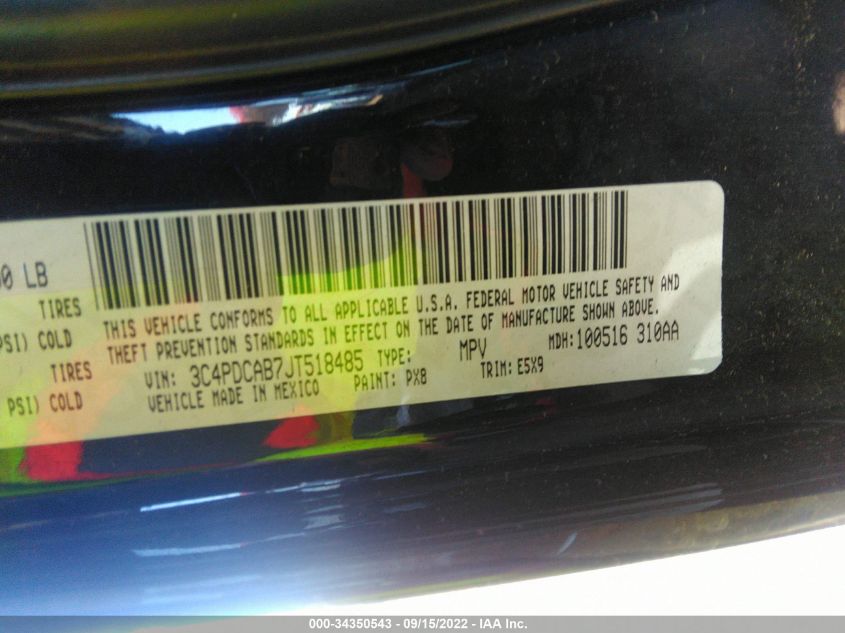 00 LB
TIRES
PSI) COLD
TIRES
PSI) COLD
THIS VEHICLE CONFORMS TO ALL APPLICABLE U.S.A. FEDERAL MOTOR VEHICLE SAFETY AND
THEFT PREVENTION STANDARDS IN EFFECT ON THE DATE OF MANUFACTURE SHOWN ABOVE.
VIN: 3C4PDCAB7JT518485 TYPE: MPV MDH:100516 310AA
VEHICLE MADE IN MEXICO PAINT: PX8 TRIM: E5X9
000-34350543 - 09/15/2022 - IAA Inc.